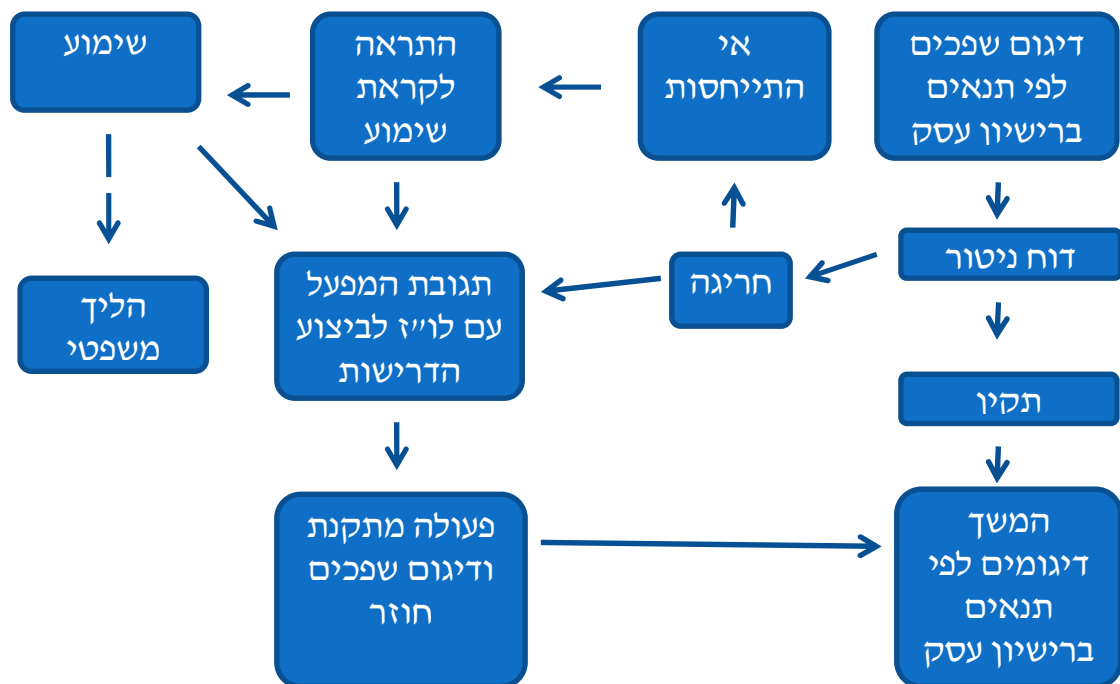 דיגום שפכים
לפי תנאים
ברישיון עסק
אי
התייחסות
התראה
לקראת
שימוע
שימוע
דוח ניטור
חריגה
תגובת המפעל
עם לו״ז לביצוע
הדרישות
הליך
משפטי
תקיון
פעולה מתקנת
ודיגום שפכים
חוזר
המשך
דיגומים לפי
תנאים
ברישיון עסק